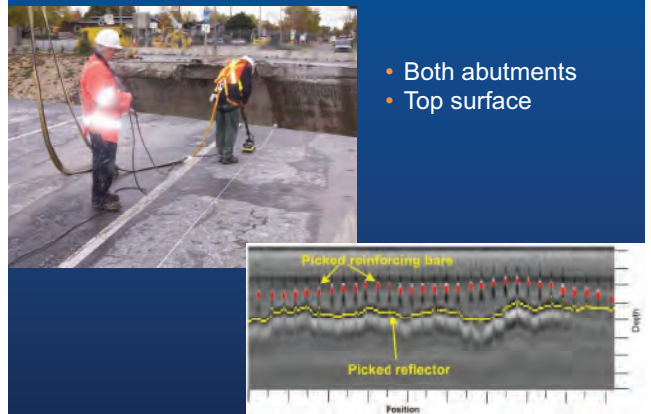 • Both abutments
• Top surface
Picked reinforcing bars
Depth
Picked reflector
Position